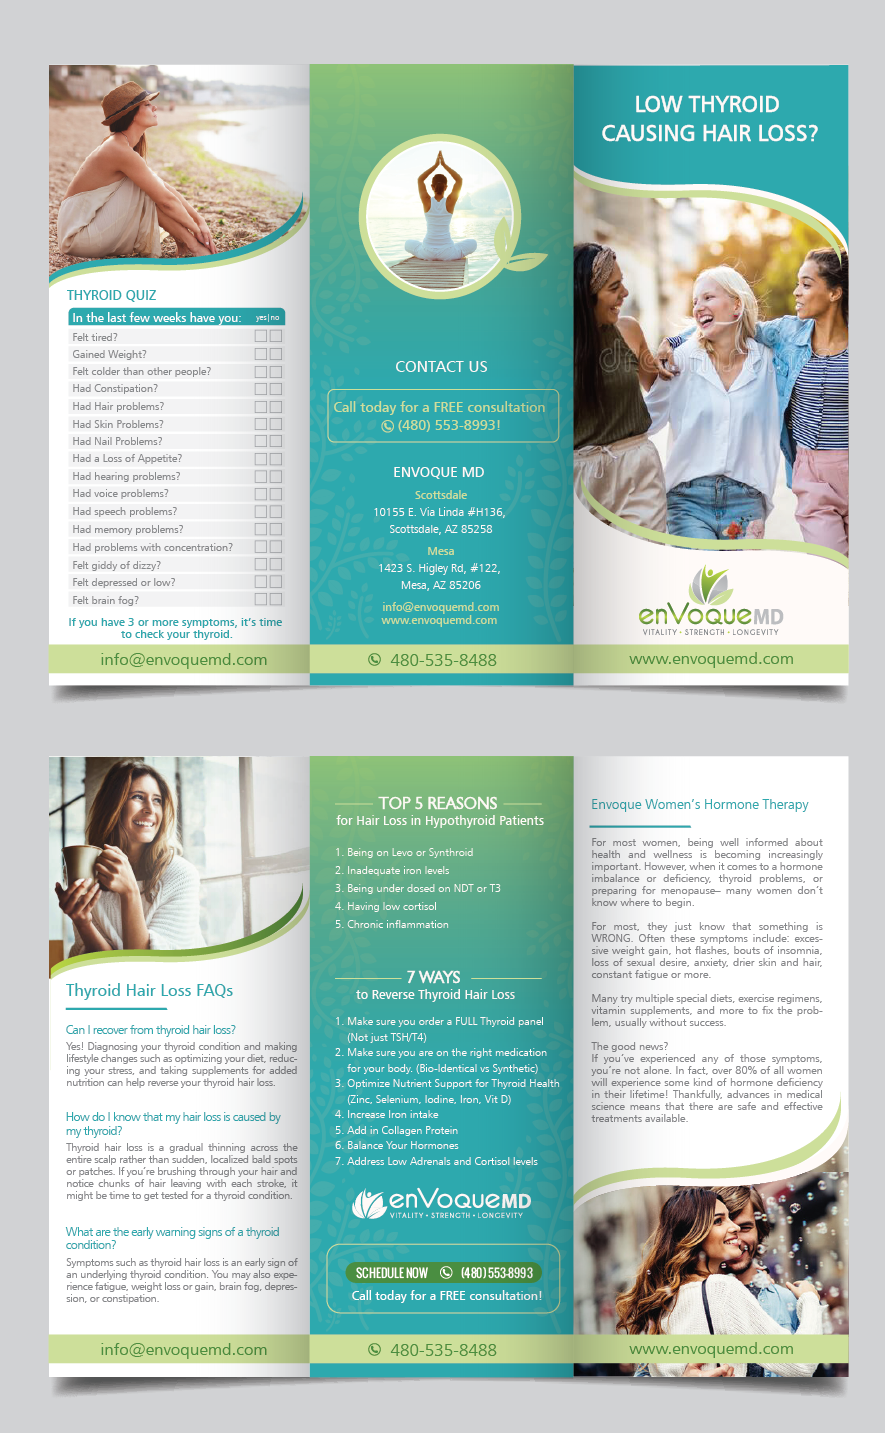 THYROID QUIZ
In the last few weeks have you: yes|no
Felt tired?
Gained Weight?
Felt colder than other people?
Had Constipation?
Had Hair problems?
Had Skin Problems?
Had Nail Problems?
Had a Loss of Appetite?
Had hearing problems?
Had voice problems?
Had speech problems?
Had memory problems?
Had problems with concentration?
Felt giddy of dizzy?
Felt depressed or low?
Felt brain fog?
If you have 3 or more symptoms, it's time
to check your thyroid.
info@envoquemd.com
CONTACT US
Call today for a FREE consultation
(480) 553-8993!
ENVOQUE MD
Scottsdale
10155 E. Via Linda #H136,
Scottsdale, AZ 85258
Mesa
1423 S. Higley Rd, #122,
Mesa, AZ 85206
info@envoquemd.com
www.envoquemd.com
480-535-8488
LOW THYROID
CAUSING HAIR LOSS?
dreamstime
enVoqueMD
VITALITY • STRENGTH • LONGEVITY
www.envoquemd.com
Thyroid Hair Loss FAQs
Can I recover from thyroid hair loss?
Yes! Diagnosing your thyroid condition and making
lifestyle changes such as optimizing your diet, reduc-
ing your stress, and taking supplements for added
nutrition can help reverse your thyroid hair loss.
How do I know that my hair loss is caused by
my thyroid?
Thyroid hair loss is a gradual thinning across the
entire scalp rather than sudden, localized bald spots
or patches. If you're brushing through your hair and
notice chunks of hair leaving with each stroke, it
might be time to get tested for a thyroid condition.
What are the early warning signs of a thyroid
condition?
Symptoms such as thyroid hair loss is an early sign of
an underlying thyroid condition. You may also expe-
rience fatigue, weight loss or gain, brain fog, depres-
sion, or constipation.
info@envoquemd.com
TOP 5 REASONS
for Hair Loss in Hypothyroid Patients
1. Being on Levo or Synthroid
2. Inadequate iron levels
3. Being under dosed on NDT or T3
4. Having low cortisol
5. Chronic inflammation
7 WAYS
to Reverse Thyroid Hair Loss
1. Make sure you order a FULL Thyroid panel
(Not just TSH/T4)
2. Make sure you are on the right medication
for your body. (Bio-Identical vs Synthetic)
3. Optimize Nutrient Support for Thyroid Health
(Zinc, Selenium, Iodine, Iron, Vit D)
4. Increase Iron intake
5. Add in Collagen Protein
6. Balance Your Hormones
7. Address Low Adrenals and Cortisol levels
enVoqueMD
VITALITY • STRENGTH • LONGEVITY
SCHEDULE NOW (480) 553-8993
Call today for a FREE consultation!
480-535-8488
Envoque Women's Hormone Therapy
For most women, being well informed about
health and wellness is becoming increasingly
important. However, when it comes to a hormone
imbalance or deficiency, thyroid problems, or
preparing for menopause– many women don't
know where to begin.
For most, they just know that something is
WRONG. Often these symptoms include: exces-
sive weight gain, hot flashes, bouts of insomnia,
loss of sexual desire, anxiety, drier skin and hair,
constant fatigue or more.
Many try multiple special diets, exercise regimens,
vitamin supplements, and more to fix the prob-
lem, usually without success.
The good news?
If you've experienced any of those symptoms,
you're not alone. In fact, over 80% of all women
will experience some kind of hormone deficiency
in their lifetime! Thankfully, advances in medical
science means that there are safe and effective
treatments available.
www.envoquemd.com